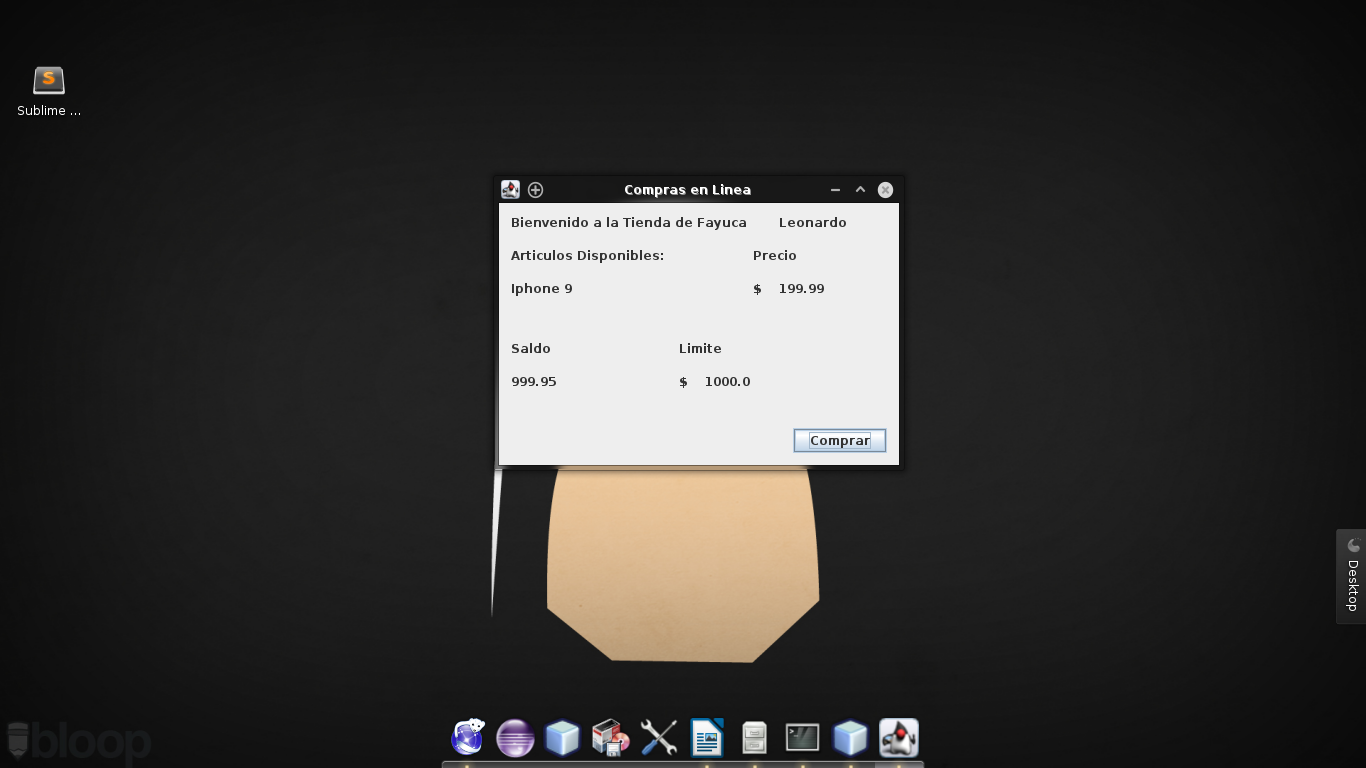 Sublime ...
Compras en Linea
Bienvenido a la Tienda de Fayuca Leonardo
Articulos Disponibles: Precio
Iphone 9 $ 199.99
Saldo Limite
999.95 $ 1000.0
Comprar
Desktop
bloop